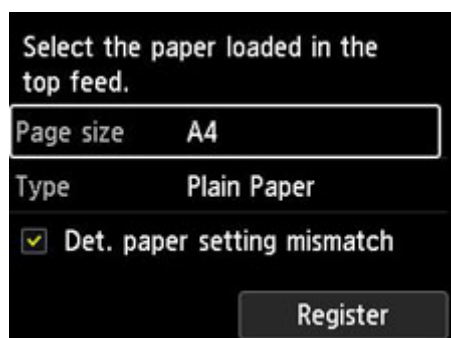 Select the paper loaded in the
top feed.
Page size A4
Type Plain Paper
Det. paper setting mismatch
Register